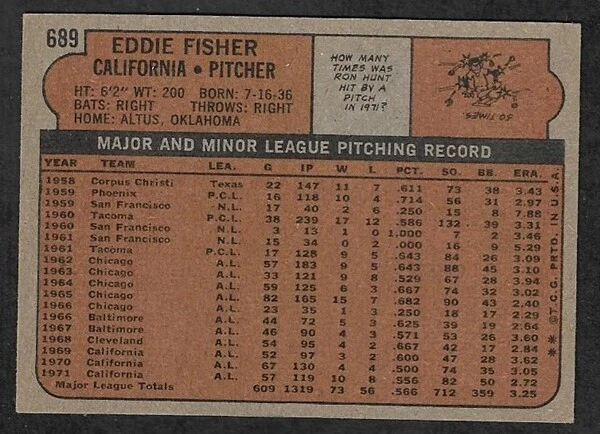 689
EDDIE FISHER
CALIFORNIA • PITCHER
HT: 6'2" WT: 200 BORN: 7-16-36
BATS: RIGHT THROWS: RIGHT
HOME: ALTUS, OKLAHOMA
HOW MANY
TIMES WAS
RON HUNT
HIT BY A
PITCH
IN 1971?
50 TIMES
MAJOR AND MINOR LEAGUE PITCHING RECORD
YEAR TEAM LEA. G IP W L PCT. SO. BB. ERA.
1958 Corpus Christi Texas 22 147 11 7 .611 73 38 3.43
1959 Phoenix P.C.L. 16 118 10 4 .714 56 31 2.97
1959 San Francisco N.L. 17 40 2 6 .250 15 8 7.88
1960 Tacoma P.C.L. 38 239 17 12 .586 132 39 3.31
1960 San Francisco N.L. 3 13 1 0 1.000 7 2 3.46
1961 San Francisco N.L. 15 34 0 2 .000 16 9 5.29
1961 Tacoma P.C.L. 17 128 9 5 .643 84 26 3.09
1962 Chicago A.L. 57 183 9 5 .643 88 45 3.10
1963 Chicago A.L. 33 121 9 8 .529 67 28 3.94
1964 Chicago A.L. 59 125 6 3 .667 74 32 3.02
1965 Chicago A.L. 82 165 15 7 .682 90 43 2.40
1966 Chicago A.L. 23 35 1 3 .250 18 17 2.29
1966 Baltimore A.L. 44 72 5 3 .625 39 19 2.64
1967 Baltimore A.L. 46 90 4 3 .571 53 26 3.60
1968 Cleveland A.L. 54 95 4 2 .667 42 17 2.84
1969 California A.L. 52 97 3 2 .600 47 28 3.62
1970 California A.L. 67 130 4 4 .500 74 35 3.05
1971 California A.L. 57 119 10 8 .556 82 50 2.72
Major League Totals 609 1319 73 56 .566 712 359 3.25
** ©T.C.G. PRTD. IN U.S.A.